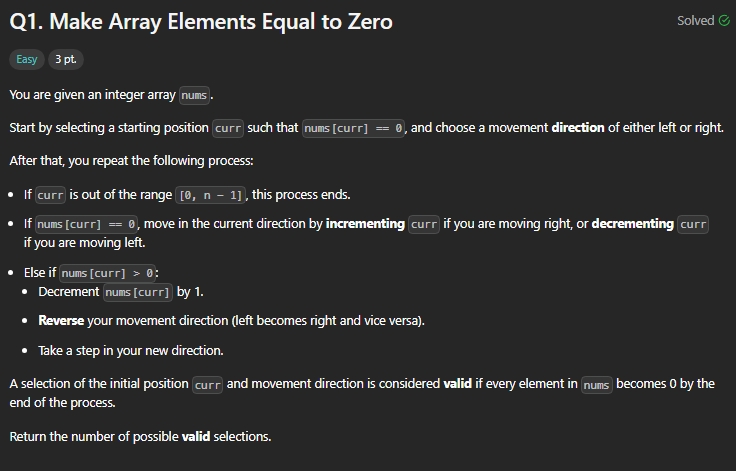 Q1. Make Array Elements Equal to Zero
Solved
Easy
3 pt.
You are given an integer array nums.
Start by selecting a starting position curr such that nums[curr] == 0, and choose a movement direction of either left or right.
After that, you repeat the following process:
• If curr is out of the range [0, n - 1], this process ends.
• If nums[curr] == 0, move in the current direction by incrementing curr if you are moving right, or decrementing curr
if you are moving left.
• Else if nums[curr] > 0:
• Decrement nums[curr] by 1.
• Reverse your movement direction (left becomes right and vice versa).
• Take a step in your new direction.
A selection of the initial position curr and movement direction is considered valid if every element in nums becomes 0 by the
end of the process.
Return the number of possible valid selections.